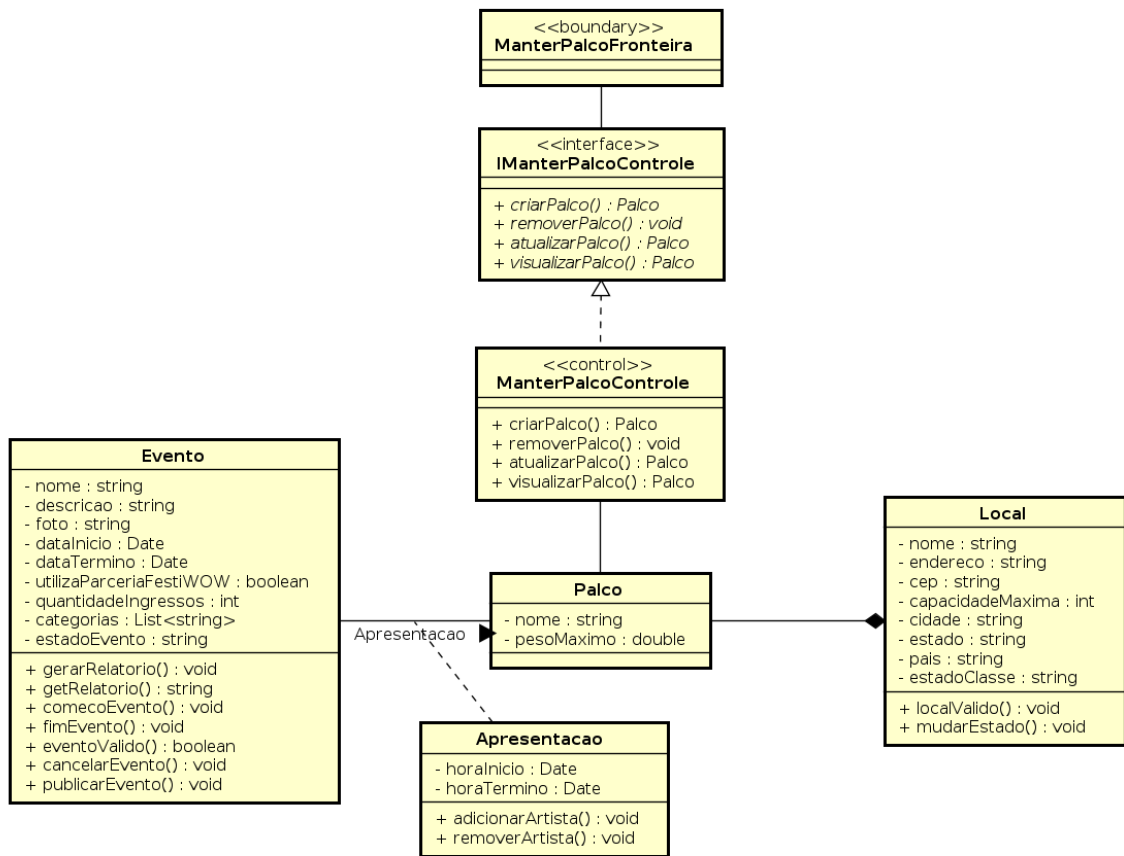 <<boundary>>
ManterPalcoFronteira
<<interface>>
IManterPalcoControle
+ criarPalco() : Palco
+ removerPalco() : void
+ atualizarPalco() : Palco
+ visualizarPalco() : Palco
<<control>>
ManterPalcoControle
+ criarPalco() : Palco
+ removerPalco() : void
+ atualizarPalco() : Palco
+ visualizarPalco() : Palco
Evento
- nome : string
- descricao : string
- foto : string
- dataInicio : Date
- dataTermino : Date
- utilizaParceriaFestiWOW : boolean
- quantidadeIngressos : int
- categorias : List<string>
- estadoEvento : string
+ gerarRelatorio() : void
+ getRelatorio() : string
+ comecoEvento() : void
+ fimEvento() : void
+ eventoValido() : boolean
+ cancelarEvento() : void
+ publicarEvento() : void
Apresentacao
Palco
- nome : string
- pesoMaximo : double
Local
- nome : string
- endereco : string
- cep : string
- capacidadeMaxima : int
- cidade : string
- estado : string
- pais : string
- estadoClasse : string
+ localValido() : void
+ mudarEstado() : void
Apresentacao
- horaInicio : Date
- horaTermino : Date
+ adicionarArtista() : void
+ removerArtista() : void